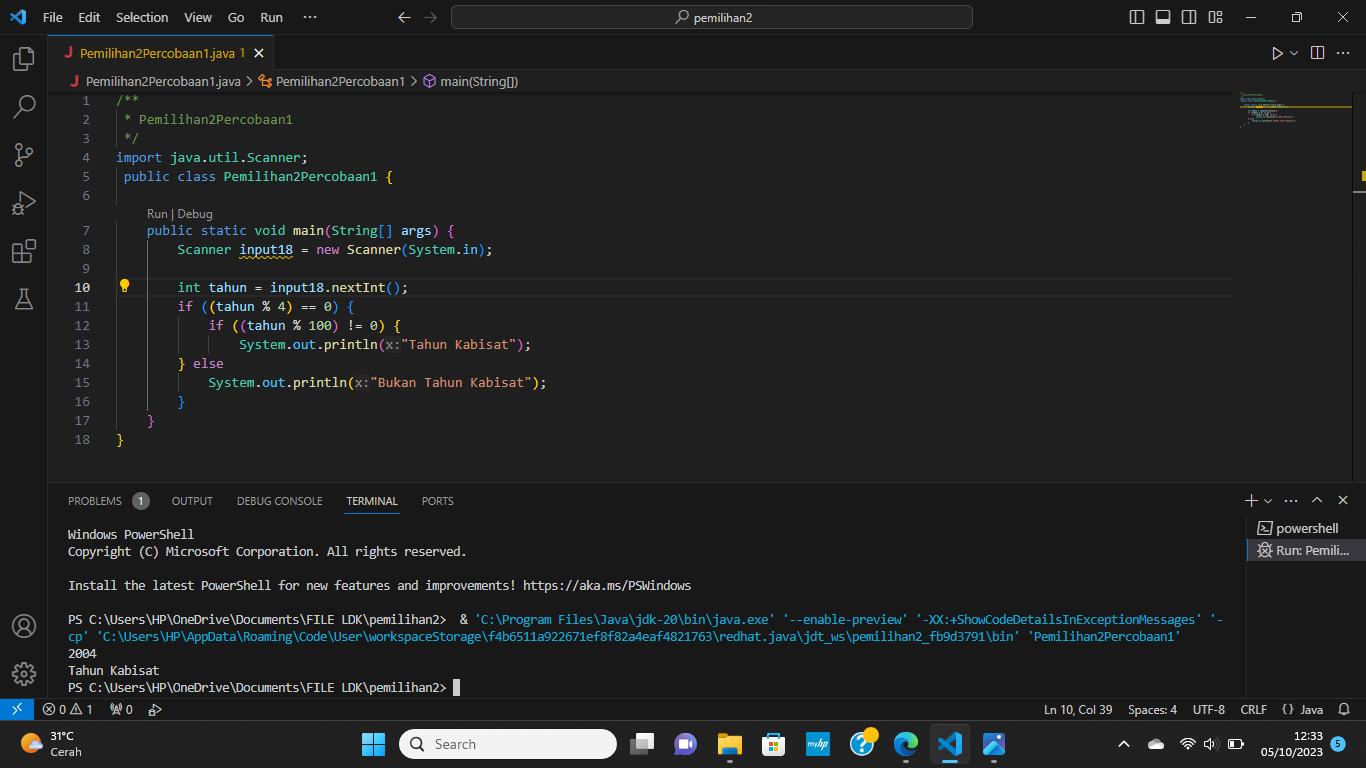 File Edit Selection View Go Run ··· pemilihan2
Pemilihan2Percobaan1.java 1
Pemilihan2Percobaan1.java > Pemilihan2Percobaan1 > main(String[])
1 /**
2 * Pemilihan2Percobaan1
3 */
4 import java.util.Scanner;
5 public class Pemilihan2Percobaan1 {
6
Run | Debug
7 public static void main(String[] args) {
8 Scanner input18 = new Scanner(System.in);
9
10 int tahun = input18.nextInt();
11 if ((tahun % 4) == 0) {
12 if ((tahun % 100) != 0) {
13 System.out.println(x:"Tahun Kabisat");
14 } else
15 System.out.println(x:"Bukan Tahun Kabisat");
16 }
17 }
18 }
PROBLEMS 1 OUTPUT DEBUG CONSOLE TERMINAL PORTS
powershell
Run: Pemili...
Windows PowerShell
Copyright (C) Microsoft Corporation. All rights reserved.
Install the latest PowerShell for new features and improvements! https://aka.ms/PSWindows
PS C:\Users\HP\OneDrive\Documents\FILE LDK\pemilihan2> & 'C:\Program Files\Java\jdk-20\bin\java.exe' '--enable-preview' '-XX:+ShowCodeDetailsInExceptionMessages' '-
cp' 'C:\Users\HP\AppData\Roaming\Code\User\workspaceStorage\f4b6511a922671ef8f82a4eaf4821763\redhat.java\jdt_ws\pemilihan2_fb9d3791\bin' 'Pemilihan2Percobaan1'
2004
Tahun Kabisat
PS C:\Users\HP\OneDrive\Documents\FILE LDK\pemilihan2>
0 1 0 Ln 10, Col 39 Spaces: 4 UTF-8 CRLF {} Java
31°C
Cerah
Search
my hp
12:33
05/10/2023
5